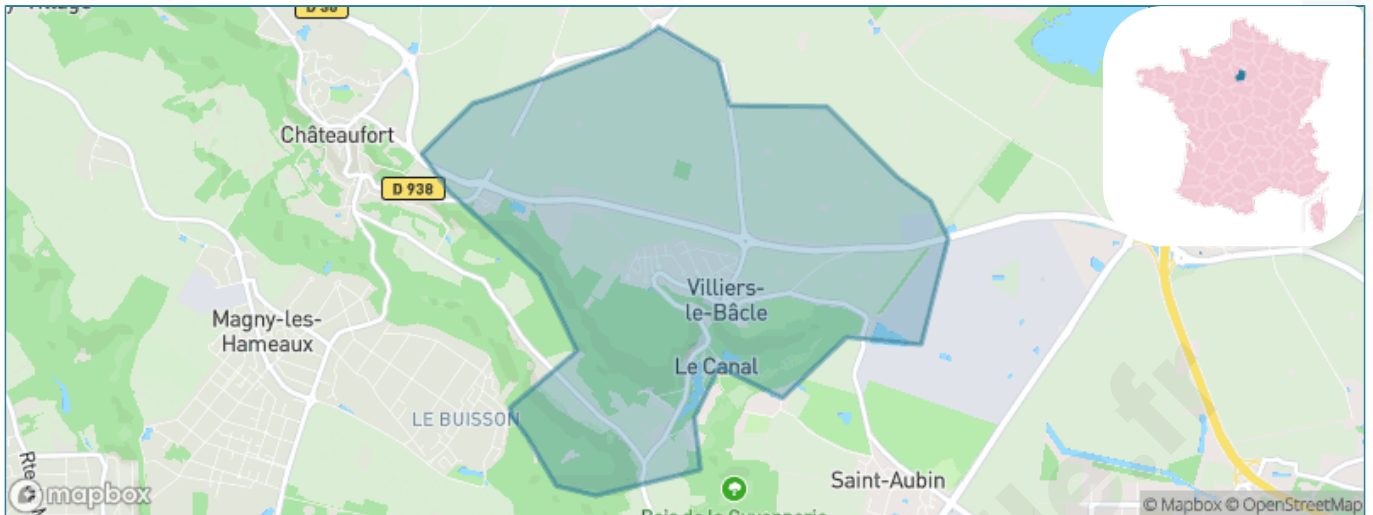 D 36
Châteaufort
D 938
Villiers-
le-Bâcle
Magny-les-
Hameaux
Le Canal
LE BUISSON
Saint-Aubin
mapbox
© Mapbox © OpenStreetMap